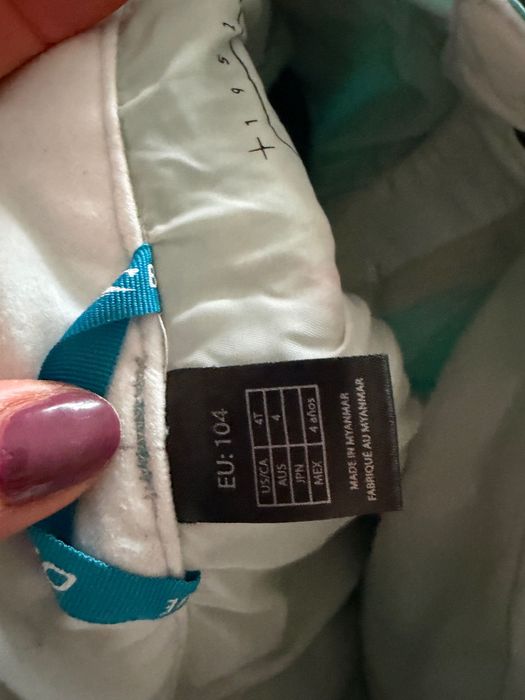 EU: 104
US/CA 4T
AUS 4
JPN
MEX 4 años
MADE IN MYANMAR
FABRIQUÉ AU MYANMAR
+ 1 9 5